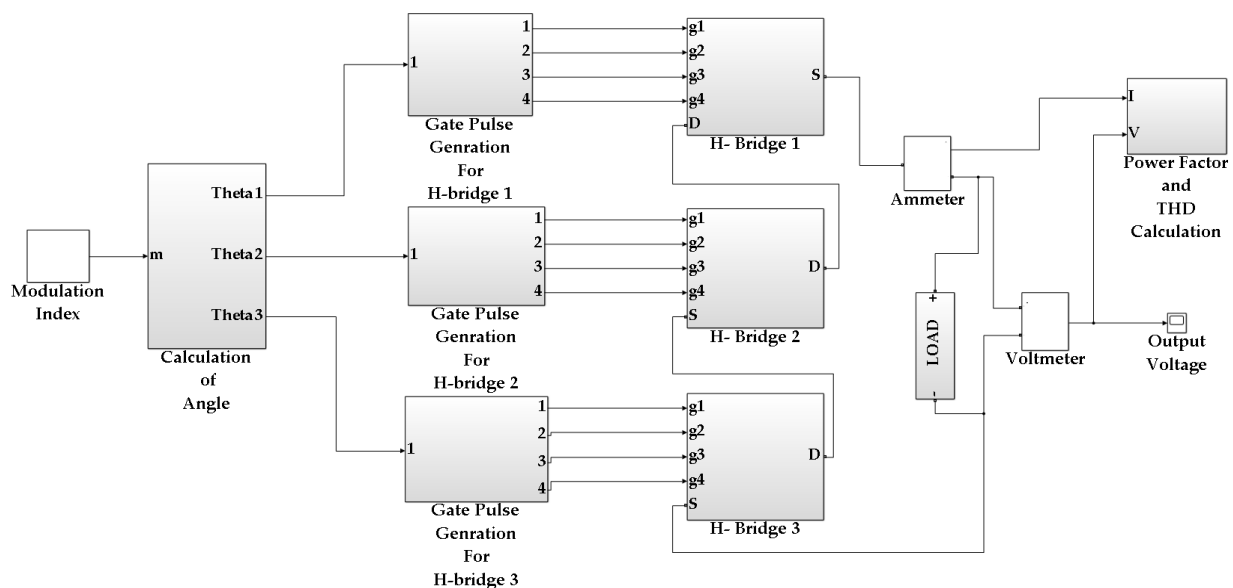 Modulation
Index
m
Theta1
Theta2
Theta3
Calculation
of
Angle
1
1
2
3
4
Gate Pulse
Genration
For
H-bridge 1
1
1
2
3
4
Gate Pulse
Genration
For
H-bridge 2
1
1
2
3
4
Gate Pulse
Genration
For
H-bridge 3
g1
g2
g3
g4
D
S
H- Bridge 1
g1
g2
g3
g4
S
D
H- Bridge 2
g1
g2
g3
g4
S
D
H- Bridge 3
Ammeter
+
LOAD
-
Voltmeter
I
V
Power Factor
and
THD
Calculation
Output
Voltage